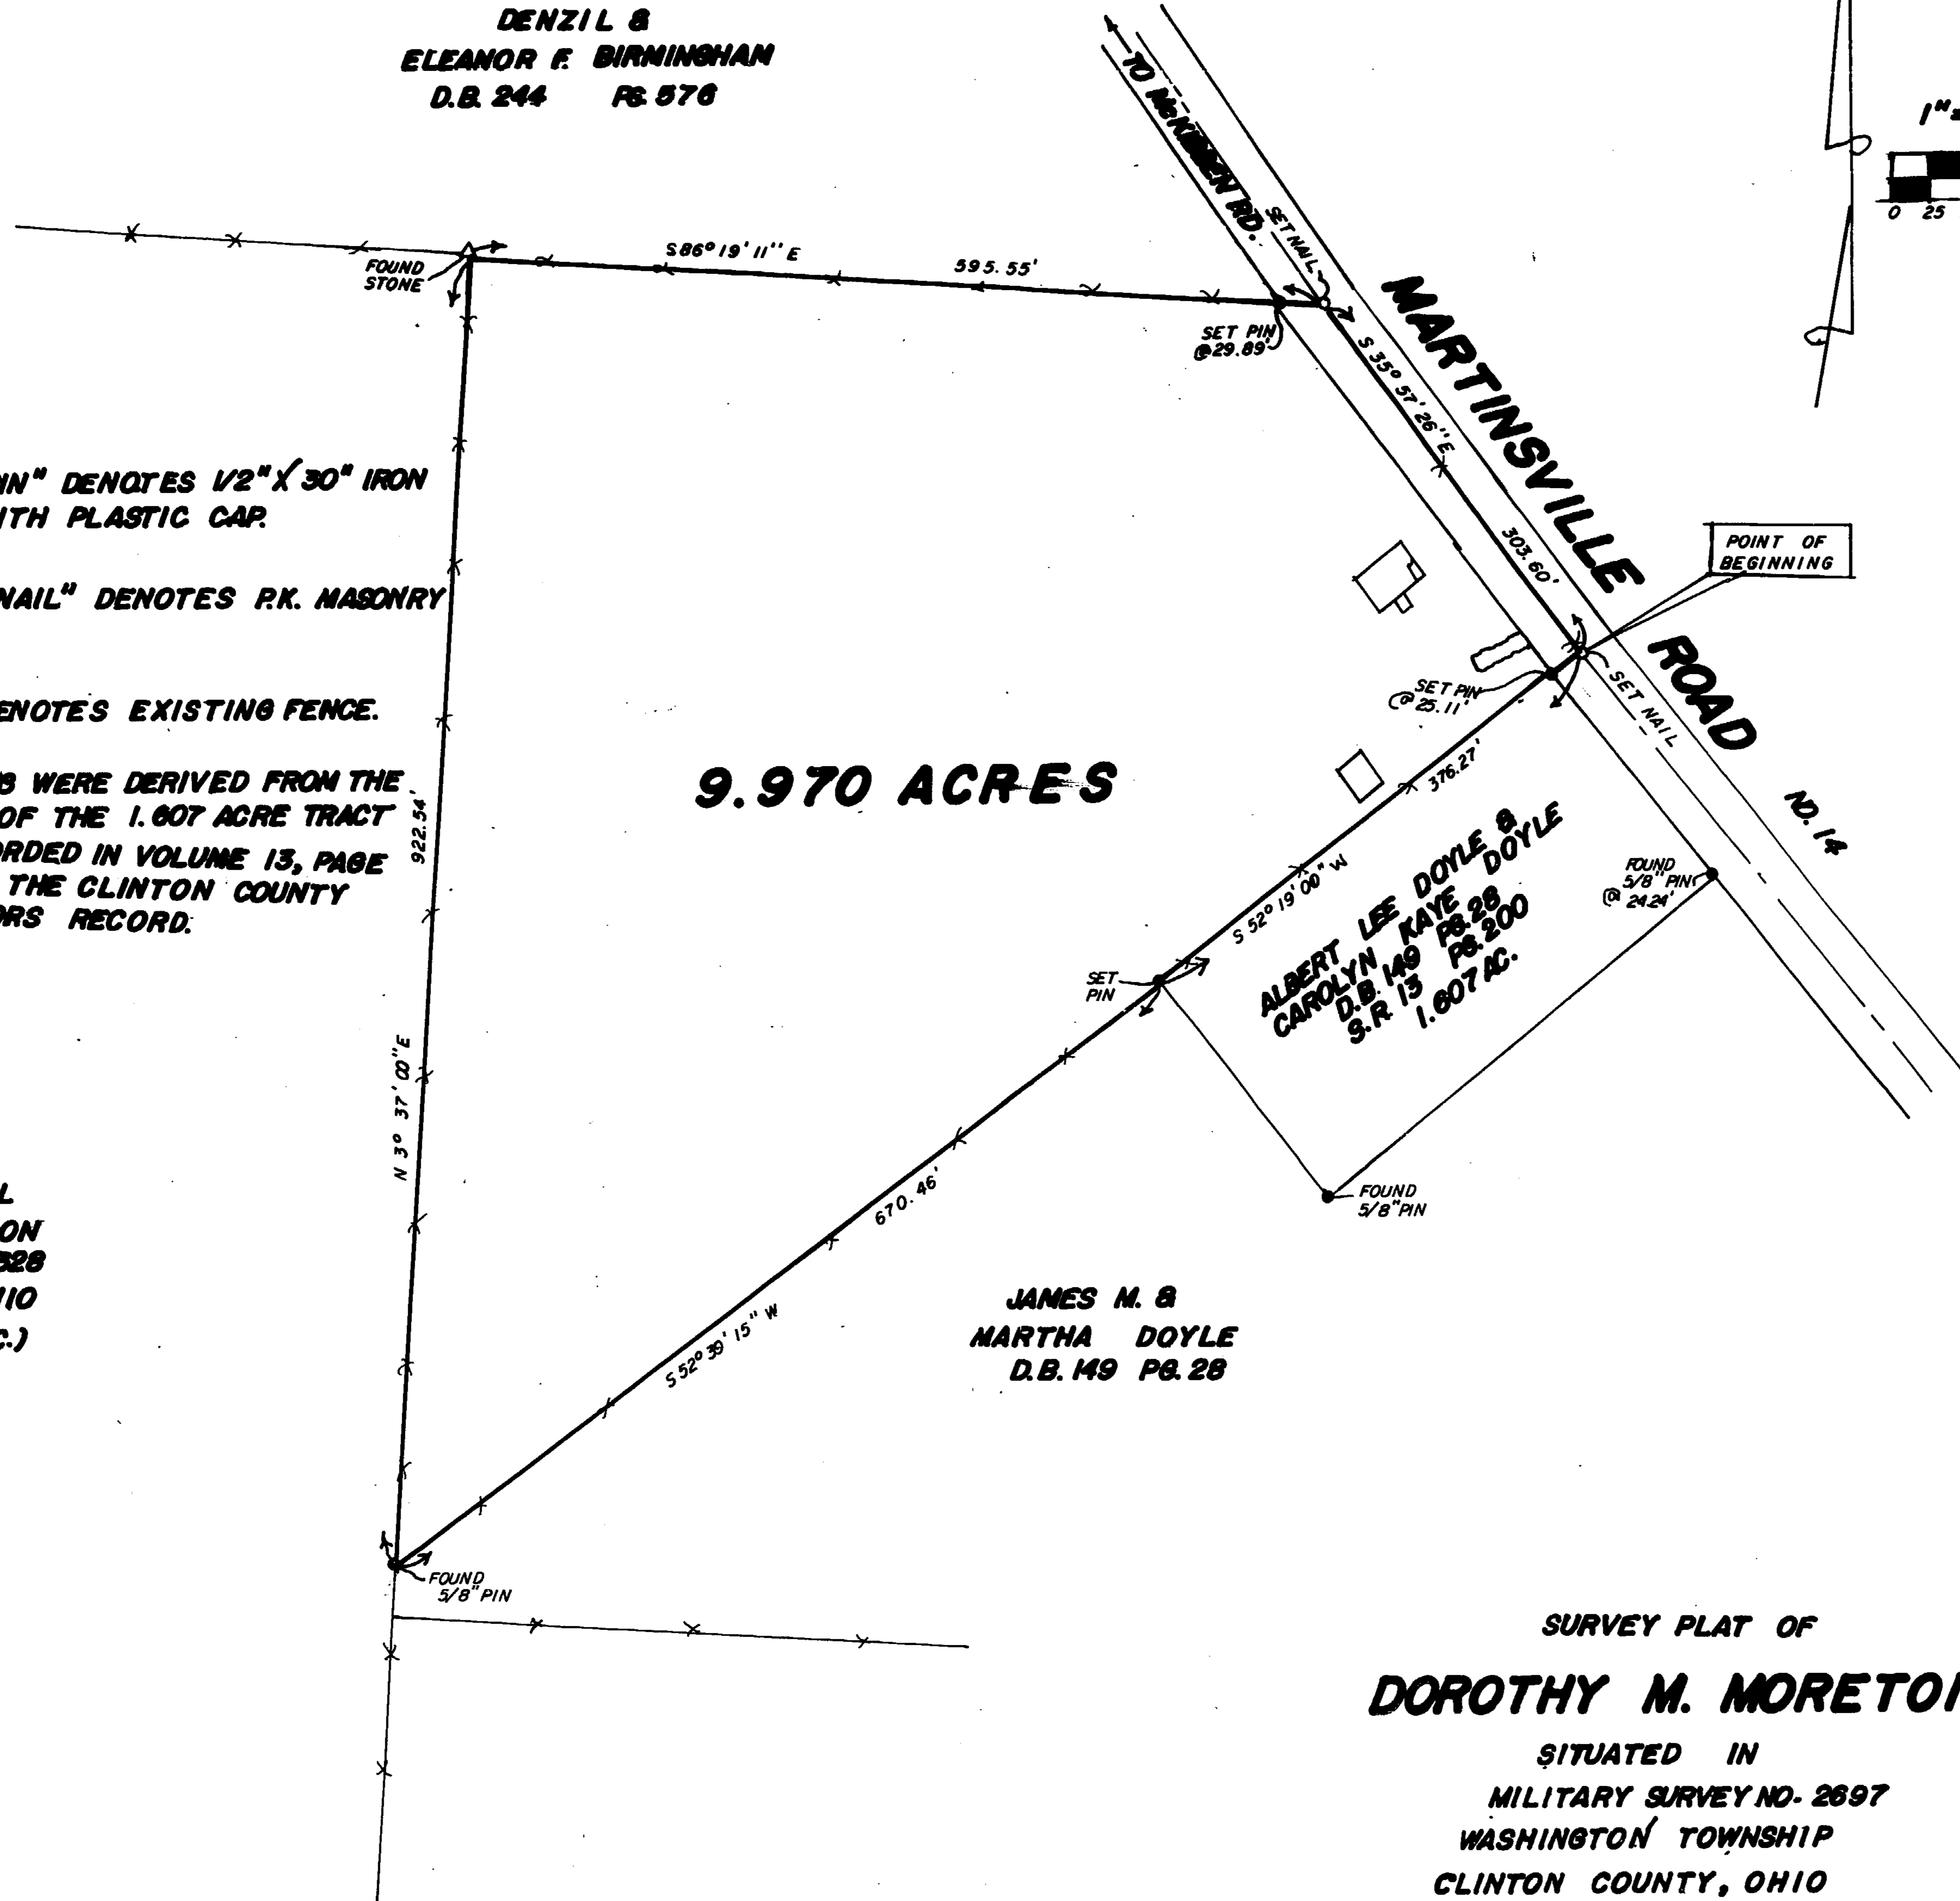 DENZIL &
ELEANOR F. BIRMINGHAM
D.B. 244 PG. 576
TO McKIBBEN RD.
1"=
0 25
FOUND
STONE
S 86° 19' 11" E
595.55'
SET NAIL
SET PIN
@ 29.89'
MARTINSVILLE
ROAD
NO. 14
S 35° 57' 26" E
303.60'
POINT OF
BEGINNING
IN" DENOTES 1/2" X 30" IRON
ITH PLASTIC CAP.
NAIL" DENOTES P.K. MASONRY
ENOTES EXISTING FENCE.
WERE DERIVED FROM THE
OF THE 1.607 ACRE TRACT
ORDED IN VOLUME 13, PAGE
THE CLINTON COUNTY
ORS RECORD.
922.54'
N 3° 37' 00" E
9.970 ACRES
SET PIN
@ 25.11'
SET NAIL
376.27'
S 52° 19' 00" W
ALBERT LEE DOYLE &
CAROLYN KAYE DOYLE
D.B. 149 PG. 28
S.R. 13 PG. 200
1.607 AC.
FOUND
5/8" PIN
@ 24.24'
SET
PIN
FOUND
5/8" PIN
670.46'
S 52° 39' 15" W
L
ON
328
HIO
C.)
JAMES M. &
MARTHA DOYLE
D.B. 149 PG. 28
FOUND
5/8" PIN
SURVEY PLAT OF
DOROTHY M. MORETO
SITUATED IN
MILITARY SURVEY NO. 2697
WASHINGTON TOWNSHIP
CLINTON COUNTY, OHIO